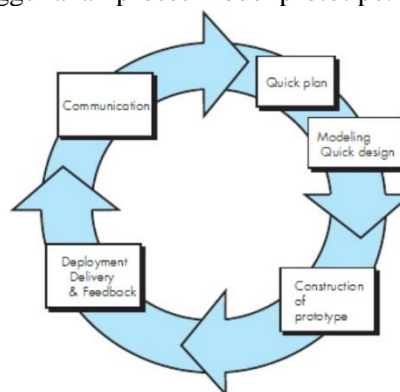 Communication
Quick plan
Modeling
Quick design
Construction
of
prototype
Deployment
Delivery
& Feedback